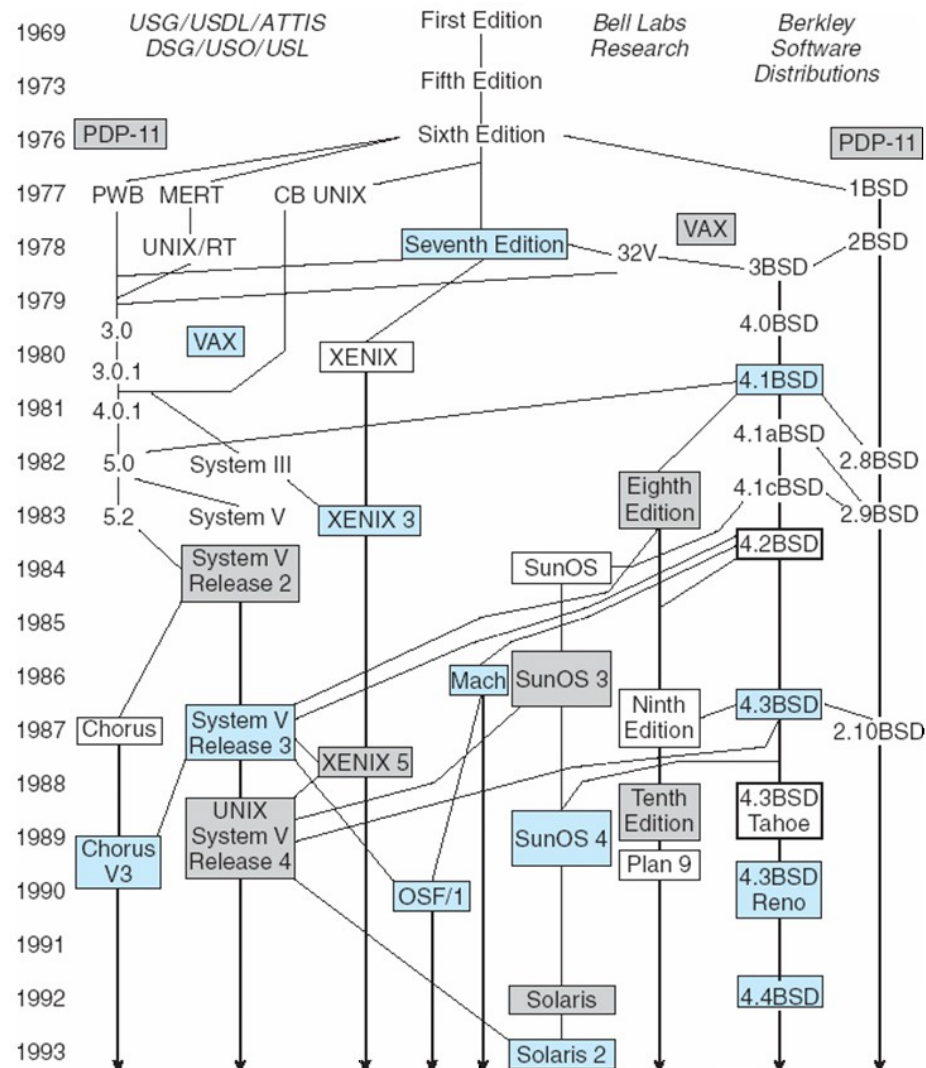 USG/USDL/ATTIS
DSG/USO/USL
First Edition
Bell Labs
Research
Berkley
Software
Distributions
1969
1973
Fifth Edition
1976
PDP-11
Sixth Edition
PDP-11
1977
PWB
MERT
CB UNIX
1BSD
1978
UNIX/RT
Seventh Edition
32V
VAX
2BSD
3BSD
1979
3.0
VAX
4.0BSD
1980
3.0.1
XENIX
4.1BSD
1981
4.0.1
4.1aBSD
1982
5.0
System III
2.8BSD
Eighth
Edition
4.1cBSD
1983
5.2
System V
XENIX 3
2.9BSD
4.2BSD
1984
System V
Release 2
SunOS
1985
1986
Mach
SunOS 3
1987
Chorus
System V
Release 3
Ninth
Edition
4.3BSD
2.10BSD
XENIX 5
1988
UNIX
System V
Release 4
Tenth
Edition
4.3BSD
Tahoe
1989
Chorus
V3
SunOS 4
Plan 9
1990
OSF/1
4.3BSD
Reno
1991
1992
Solaris
4.4BSD
1993
Solaris 2